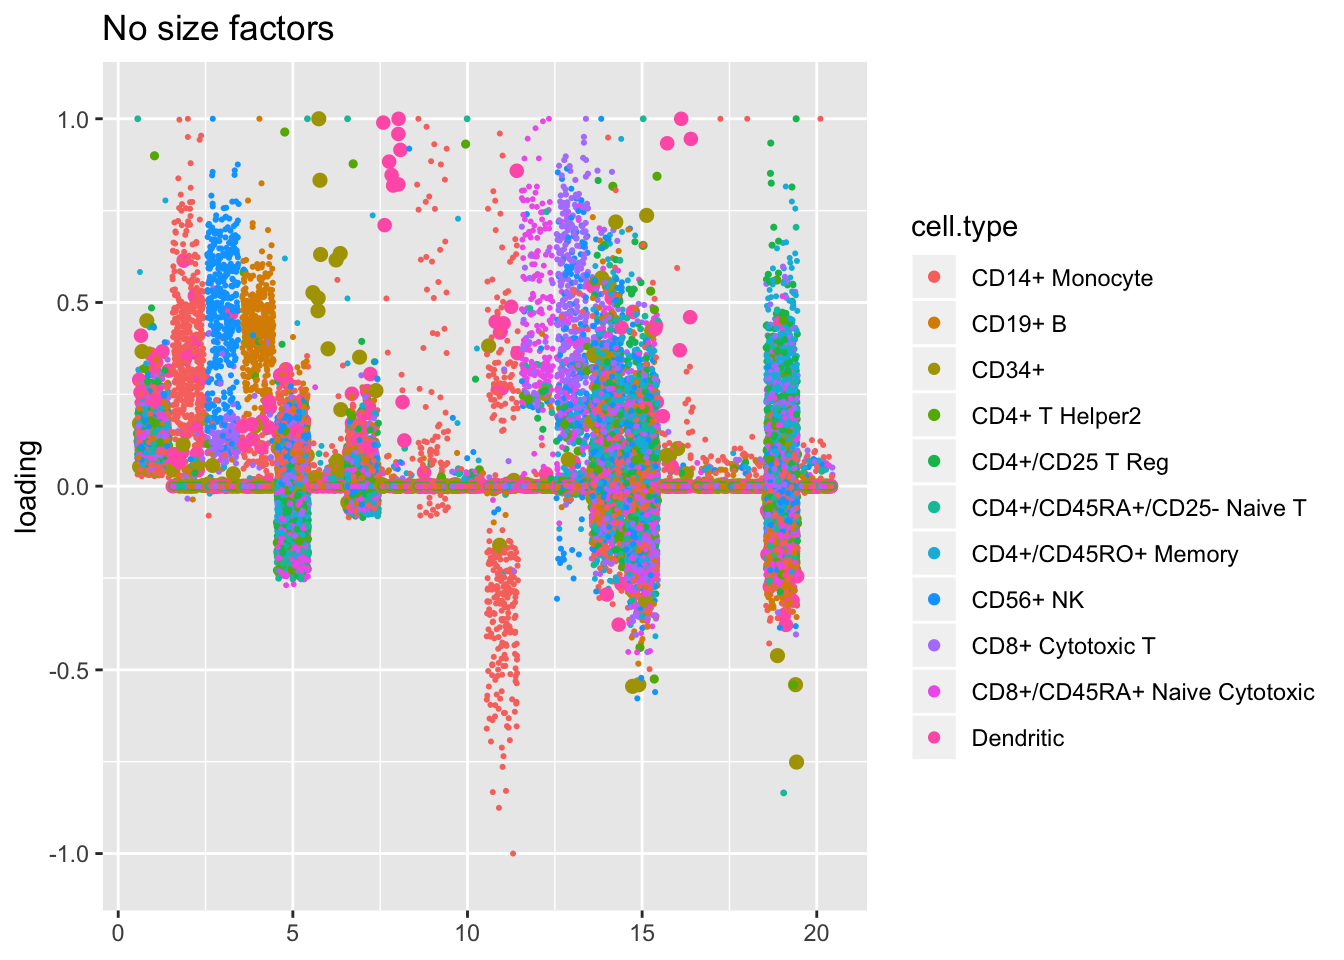 No size factors
loading
1.0
0.5
0.0
-0.5
-1.0
0
5
10
15
20
cell.type
CD14+ Monocyte
CD19+ B
CD34+
CD4+ T Helper2
CD4+/CD25 T Reg
CD4+/CD45RA+/CD25- Naive T
CD4+/CD45RO+ Memory
CD56+ NK
CD8+ Cytotoxic T
CD8+/CD45RA+ Naive Cytotoxic
Dendritic